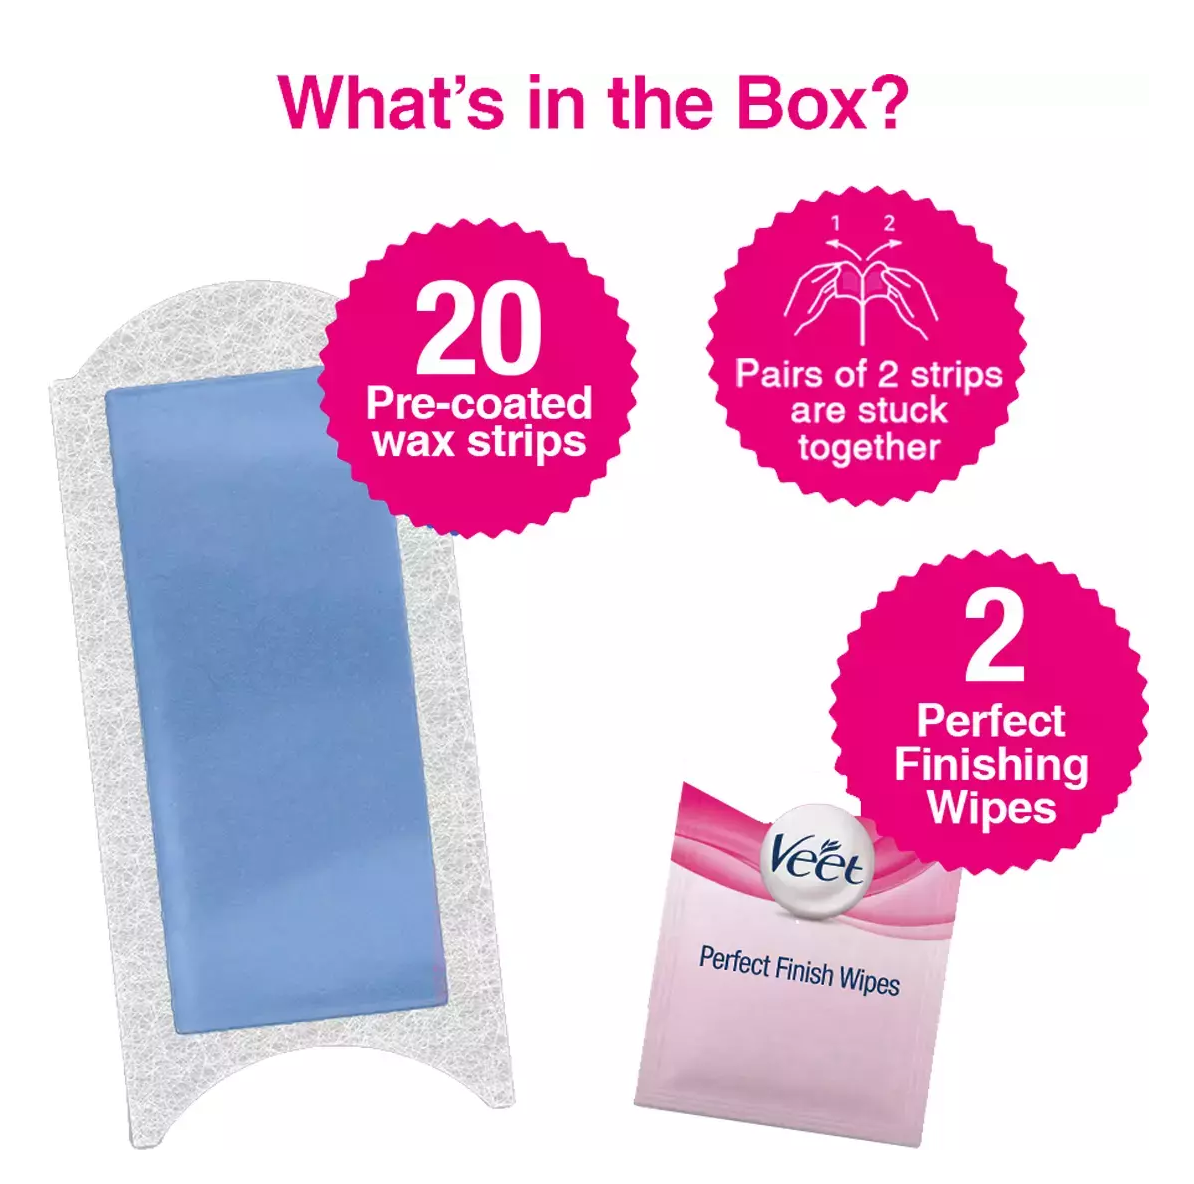 What's in the Box?
20
Pre-coated
wax strips
1 2
Pairs of 2 strips
are stuck
together
2
Perfect
Finishing
Wipes
Veet
Perfect Finish Wipes